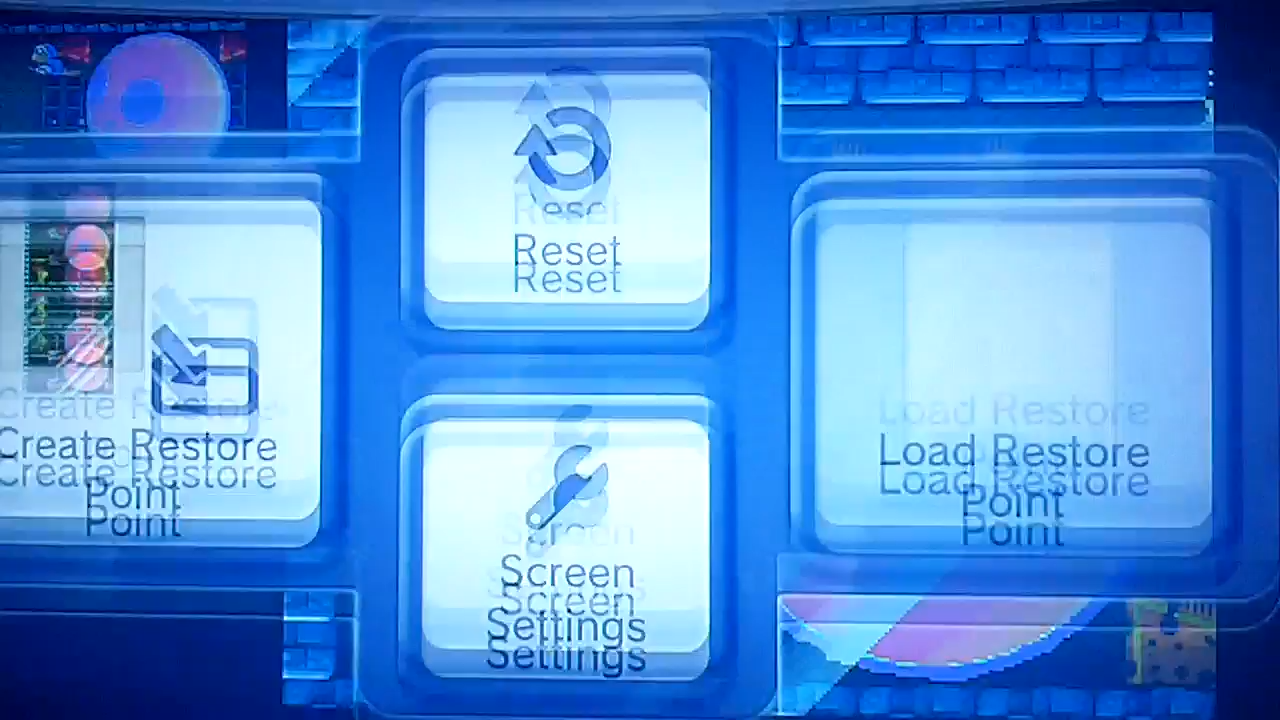 Reset
Create Restore
Point
Load Restore
Point
Screen
Settings